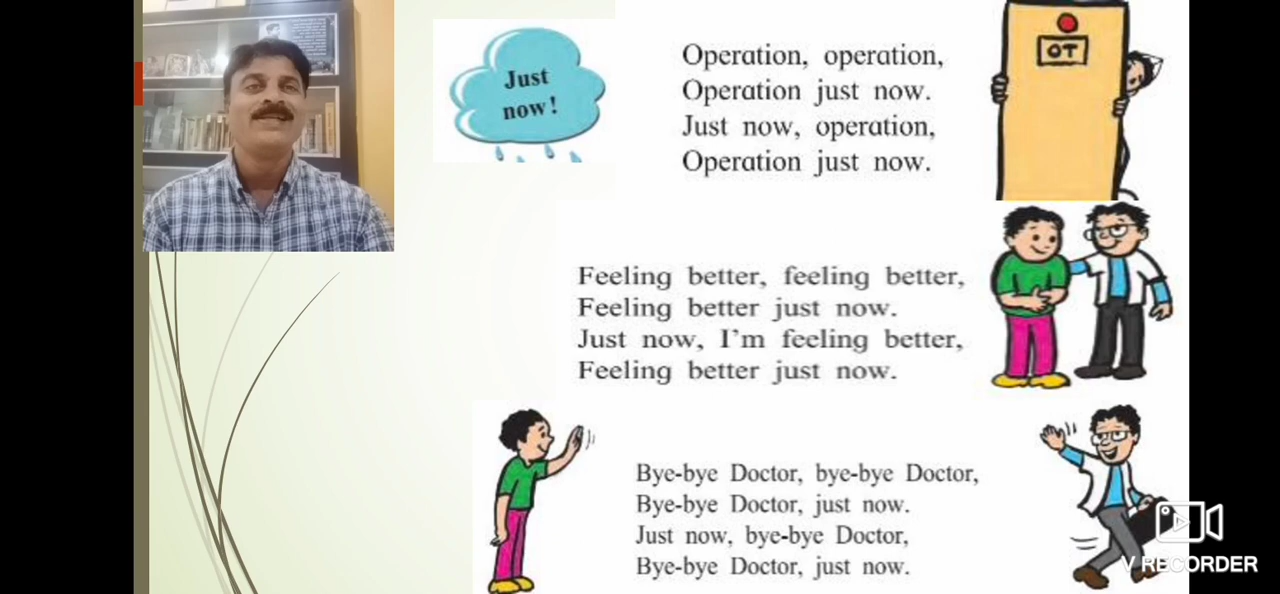 Just
now!
Operation, operation,
Operation just now.
Just now, operation,
Operation just now.
OT
Feeling better, feeling better,
Feeling better just now.
Just now, I'm feeling better,
Feeling better just now.
Bye-bye Doctor, bye-bye Doctor,
Bye-bye Doctor, just now.
Just now, bye-bye Doctor,
Bye-bye Doctor, just now.
V RECORDER